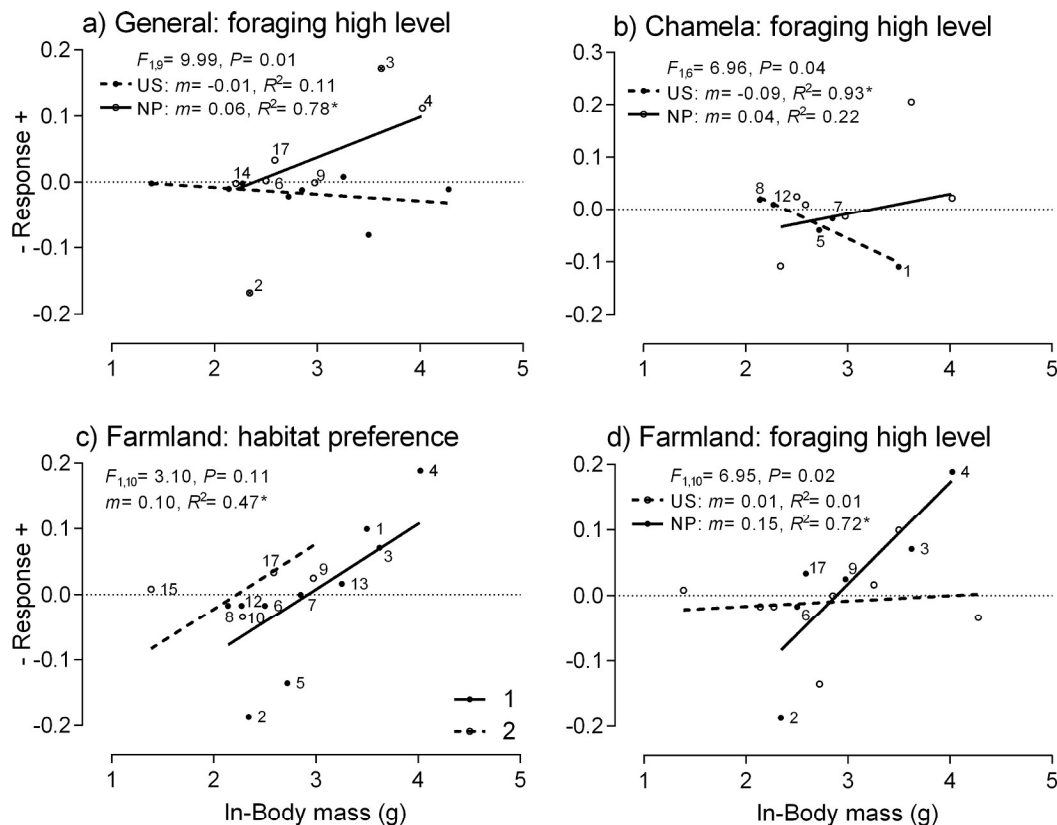 a) General: foraging high level
F1,9= 9.99, P= 0.01
US: m= -0.01, R2= 0.11
NP: m= 0.06, R2= 0.78*
- Response +
0.2
0.1
0.0
-0.1
-0.2
3
4
17
14
6
9
2
1 2 3 4 5
b) Chamela: foraging high level
F1,6= 6.96, P= 0.04
US: m= -0.09, R2= 0.93*
NP: m= 0.04, R2= 0.22
0.3
0.2
0.1
0.0
-0.1
-0.2
8
12
7
5
1
1 2 3 4 5
c) Farmland: habitat preference
F1,10= 3.10, P= 0.11
m= 0.10, R2= 0.47*
- Response +
0.2
0.1
0.0
-0.1
-0.2
4
1
3
17
9
15
13
12
6
7
8
10
5
2
1
2
1 2 3 4 5
In-Body mass (g)
d) Farmland: foraging high level
F1,10= 6.95, P= 0.02
US: m= 0.01, R2= 0.01
NP: m= 0.15, R2= 0.72*
0.2
0.1
0.0
-0.1
-0.2
4
3
17
9
6
2
1 2 3 4 5
In-Body mass (g)